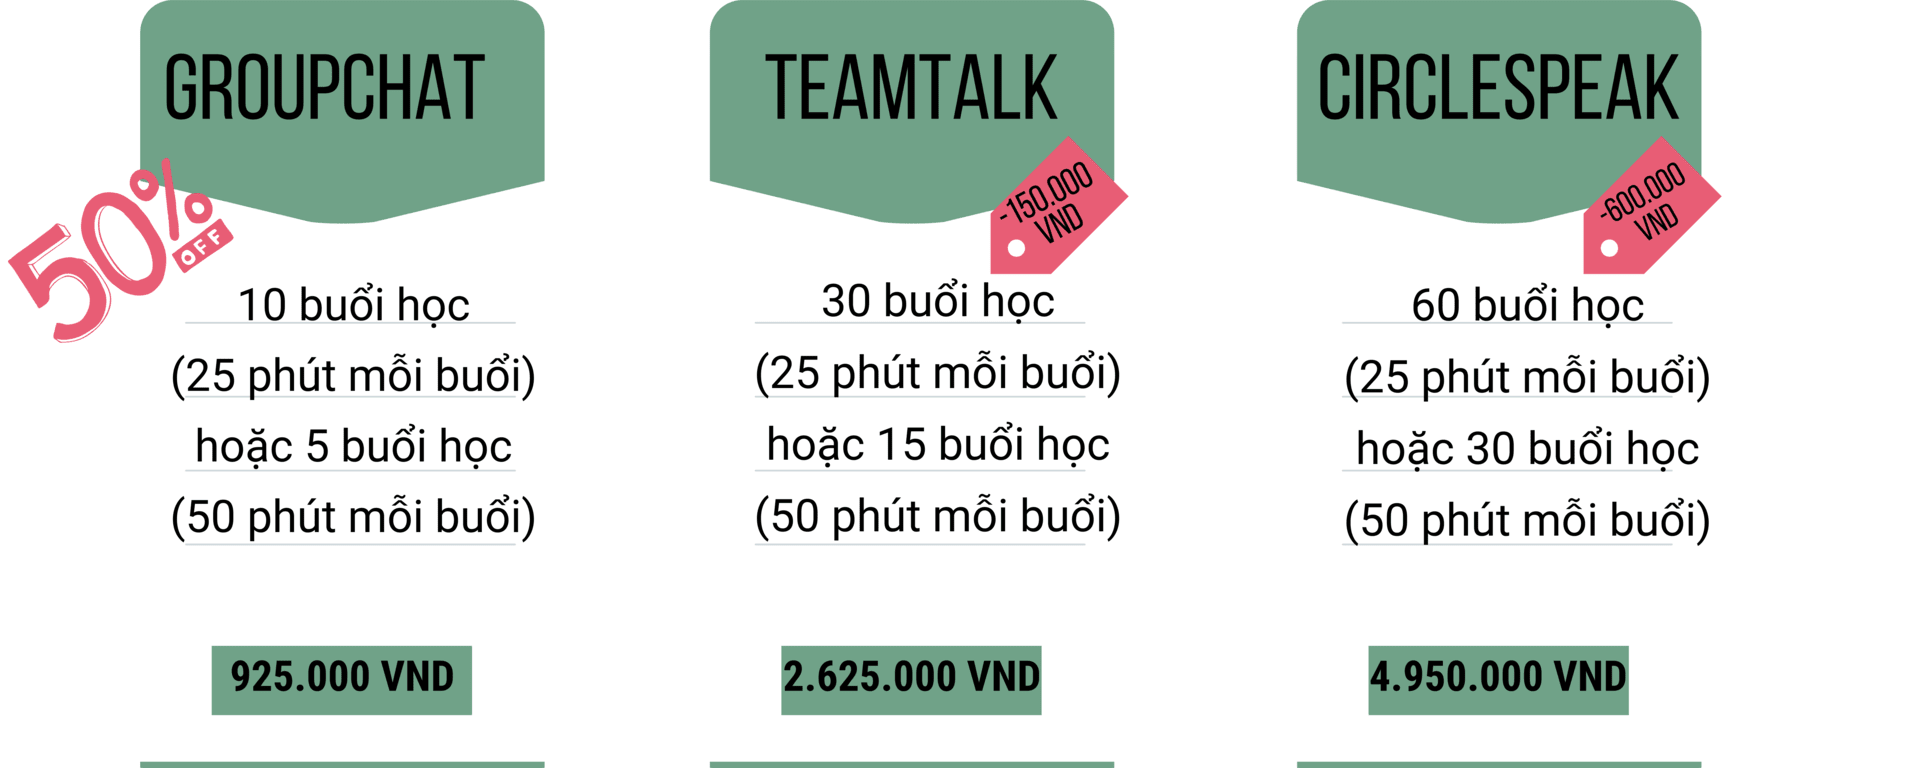 GROUPCHAT
50%
OFF
10 buổi học
(25 phút mỗi buổi)
hoặc 5 buổi học
(50 phút mỗi buổi)
925.000 VND
TEAMTALK
-150.000
VND
30 buổi học
(25 phút mỗi buổi)
hoặc 15 buổi học
(50 phút mỗi buổi)
2.625.000 VND
CIRCLESPEAK
-600.000
VND
60 buổi học
(25 phút mỗi buổi)
hoặc 30 buổi học
(50 phút mỗi buổi)
4.950.000 VND